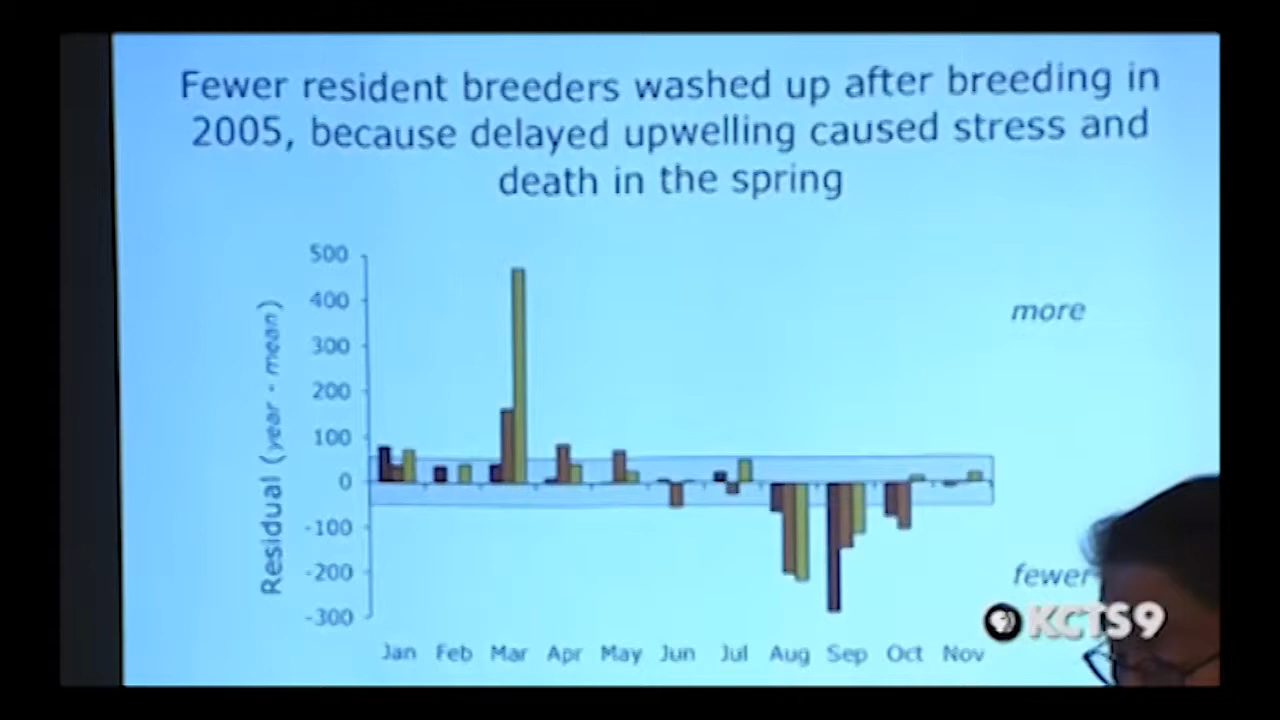 Fewer resident breeders washed up after breeding in
2005, because delayed upwelling caused stress and
death in the spring
500
400
300
200
100
0
-100
-200
-300
Residual (year - mean)
more
fewer
Jan Feb Mar Apr May Jun Jul Aug Sep Oct Nov
KCTS9